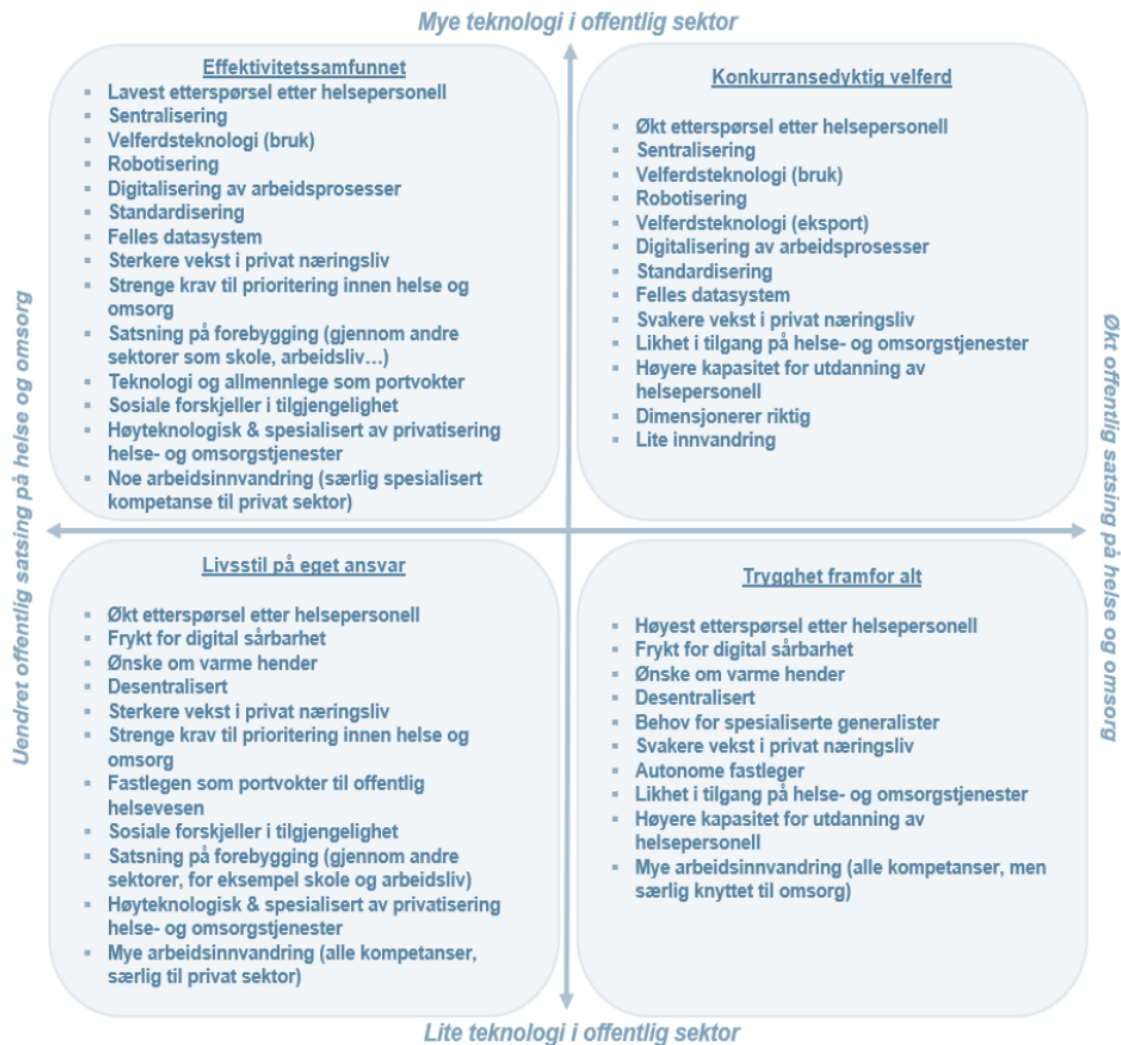 Mye teknologi i offentlig sektor
Effektivitetssamfunnet
▪ Lavest etterspørsel etter helsepersonell
▪ Sentralisering
▪ Velferdsteknologi (bruk)
▪ Robotisering
▪ Digitalisering av arbeidsprosesser
▪ Standardisering
▪ Felles datasystem
▪ Sterkere vekst i privat næringsliv
▪ Strenge krav til prioritering innen helse og
omsorg
▪ Satsning på forebygging (gjennom andre
sektorer som skole, arbeidsliv…)
▪ Teknologi og allmennlege som portvokter
▪ Sosiale forskjeller i tilgjengelighet
▪ Høyteknologisk & spesialisert av privatisering
helse- og omsorgstjenester
▪ Noe arbeidsinnvandring (særlig spesialisert
kompetanse til privat sektor)
Konkurransedyktig velferd
▪ Økt etterspørsel etter helsepersonell
▪ Sentralisering
▪ Velferdsteknologi (bruk)
▪ Robotisering
▪ Velferdsteknologi (eksport)
▪ Digitalisering av arbeidsprosesser
▪ Standardisering
▪ Felles datasystem
▪ Svakere vekst i privat næringsliv
▪ Likhet i tilgang på helse- og omsorgstjenester
▪ Høyere kapasitet for utdanning av
helsepersonell
▪ Dimensjonerer riktig
▪ Lite innvandring
Uendret offentlig satsing på helse og omsorg
Økt offentlig satsing på helse og omsorg
Livsstil på eget ansvar
▪ Økt etterspørsel etter helsepersonell
▪ Frykt for digital sårbarhet
▪ Ønske om varme hender
▪ Desentralisert
▪ Sterkere vekst i privat næringsliv
▪ Strenge krav til prioritering innen helse og
omsorg
▪ Fastlegen som portvokter til offentlig
helsevesen
▪ Sosiale forskjeller i tilgjengelighet
▪ Satsning på forebygging (gjennom andre
sektorer, for eksempel skole og arbeidsliv)
▪ Høyteknologisk & spesialisert av privatisering
helse- og omsorgstjenester
▪ Mye arbeidsinnvandring (alle kompetanser,
særlig til privat sektor)
Trygghet framfor alt
▪ Høyest etterspørsel etter helsepersonell
▪ Frykt for digital sårbarhet
▪ Ønske om varme hender
▪ Desentralisert
▪ Behov for spesialiserte generalister
▪ Svakere vekst i privat næringsliv
▪ Autonome fastleger
▪ Likhet i tilgang på helse- og omsorgstjenester
▪ Høyere kapasitet for utdanning av
helsepersonell
▪ Mye arbeidsinnvandring (alle kompetanser, men
særlig knyttet til omsorg)
Lite teknologi i offentlig sektor